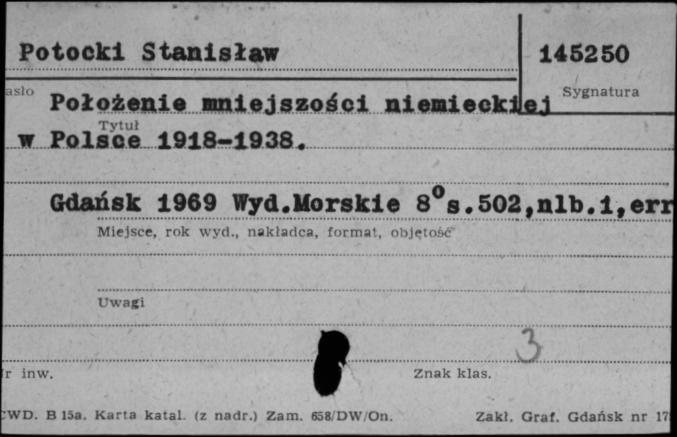 Potocki Stanisław 145250
asło Sygnatura
Położenie mniejszości niemieckiej
Tytuł
w Polsce 1918-1938.
Gdańsk 1969 Wyd.Morskie 8° s.502,nlb.1,err
Miejsce, rok wyd., nakładca, format, objętość
Uwagi
3
r inw. Znak klas.
WD. B 15a. Karta katal. (z nadr.) Zam. 658/DW/On. Zakł. Graf. Gdańsk nr 17